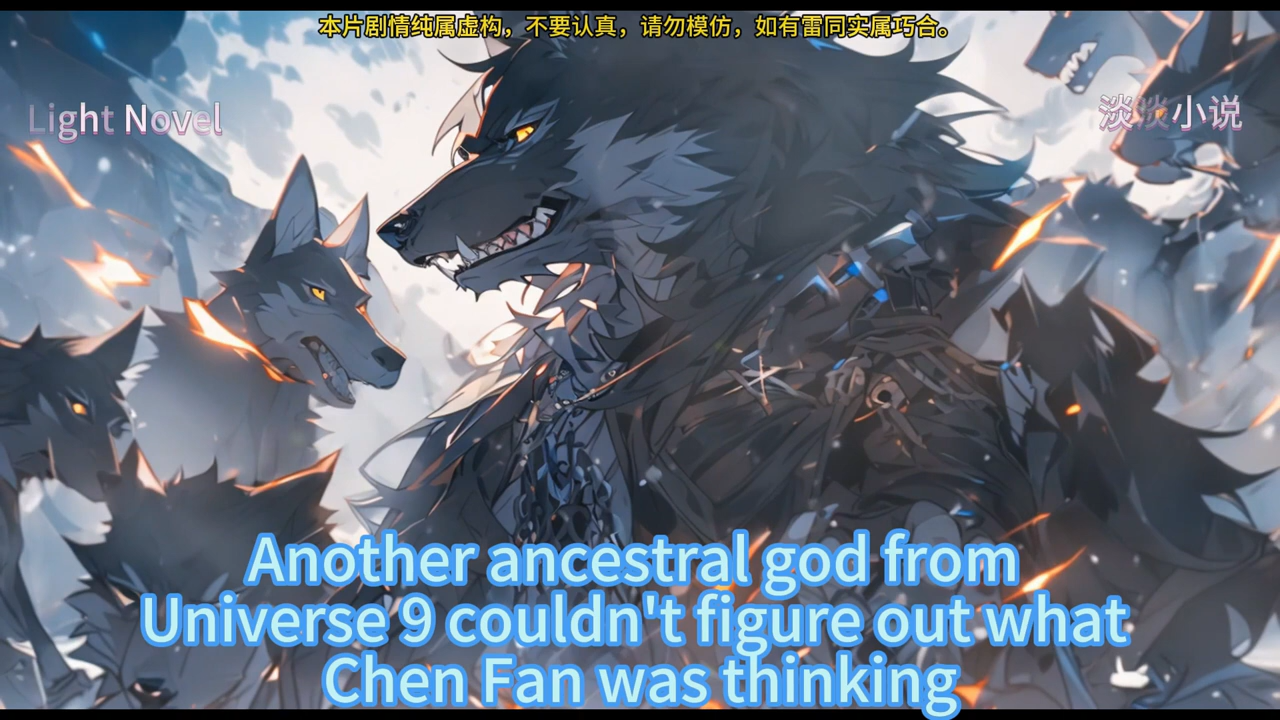 本片剧情纯属虚构，不要认真，请勿模仿，如有雷同实属巧合。
Light Novel
淡淡小说
Another ancestral god from
Universe 9 couldn't figure out what
Chen Fan was thinking